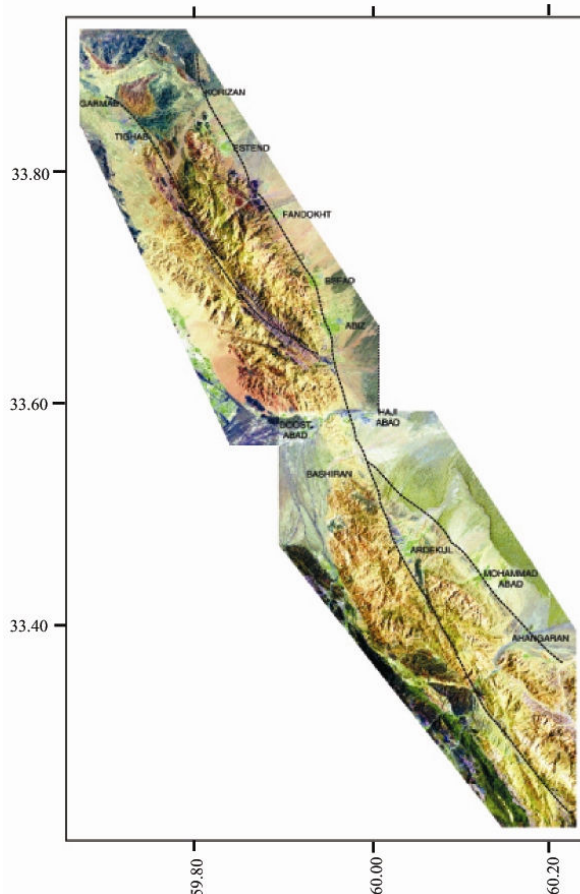 KORIZAN
GARMAB
TIGHAB
ESTEND
33.80
FANDOKHT
ESFAD
ABIZ
33.60
HAJI
ABAD
DOOST
ABAD
BASHIRAN
ARDEKUL
MOHAMMAD
ABAD
33.40
AHANGARAN
59.80
60.00
60.20